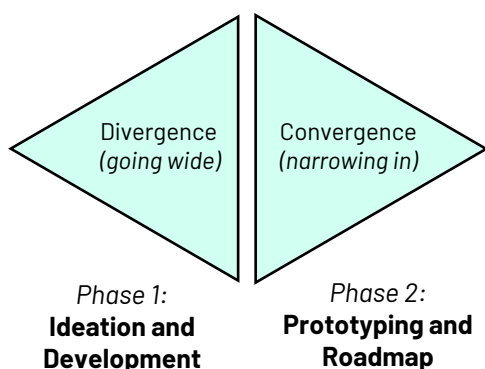 Divergence
(going wide)
Convergence
(narrowing in)
Phase 1:
Ideation and
Development
Phase 2:
Prototyping and
Roadmap